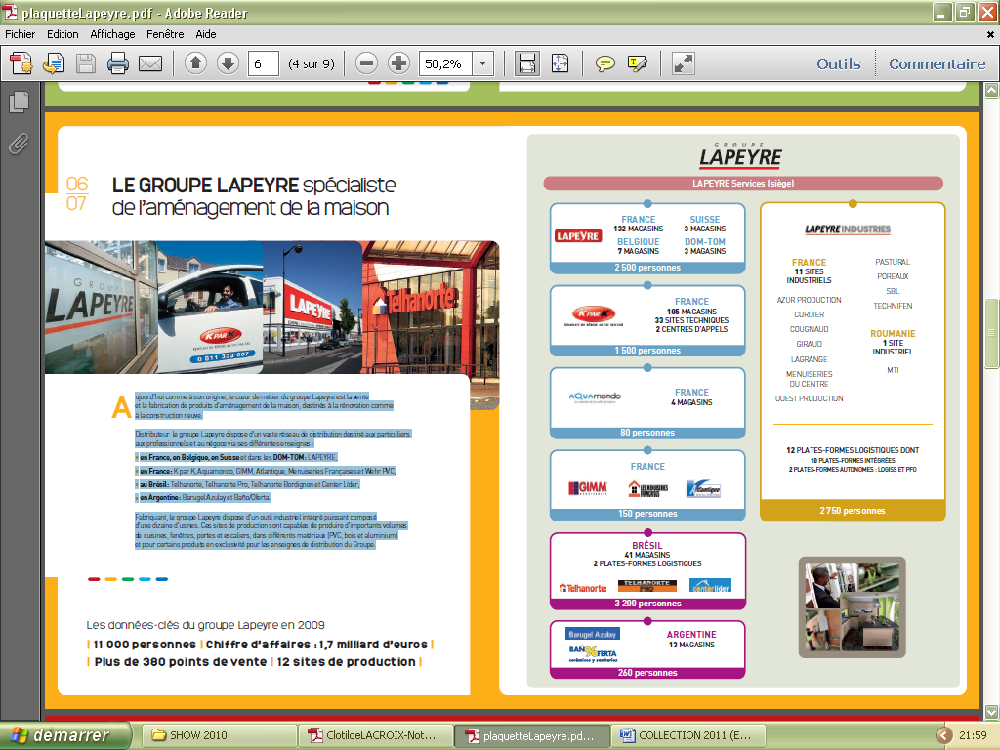 plaquetteLapeyre.pdf - Adobe Reader
Fichier Edition Affichage Fenêtre Aide
6 (4 sur 9) 50,2% Outils Commentaire
06
07
LE GROUPE LAPEYRE spécialiste
de l'aménagement de la maison
GROUPE
LAPEYRE
K PAR K
0 811 333 007
LAPEYRE
Telhanorte
Aujourd'hui comme à son origine, le cœur de métier du groupe Lapeyre est la vente
et la fabrication de produits d'aménagement de la maison, destinés à la rénovation comme
à la construction neuve.
Distributeur, le groupe Lapeyre dispose d'un vaste réseau de distribution destiné aux particuliers,
aux professionnels et au négoce via ses différentes enseignes :
en France, en Belgique, en Suisse et dans les DOM-TOM : LAPEYRE,
en France : K par K, Aquamondo, GIMM, Atlantique, Menuiseries Françaises et Wehr PVC,
au Brésil : Telhanorte, Telhanorte Pro, Telhanorte Bordignon et Center Líder,
en Argentine : Barugel Azulay et Baño/Oferta.
Fabriquant, le groupe Lapeyre dispose d'un outil industriel intégré puissant composé
d'une dizaine d'usines. Ces sites de production sont capables de produire d'importants volumes
de cuisines, fenêtres, portes et escaliers, dans différents matériaux (PVC, bois et aluminium)
et pour certains produits en exclusivité pour les enseignes de distribution du Groupe.
Les données-clés du groupe Lapeyre en 2009
| 11 000 personnes | Chiffre d'affaires : 1,7 milliard d'euros |
| Plus de 380 points de vente | 12 sites de production |
GROUPE
LAPEYRE
LAPEYRE Services (siège)
LAPEYRE
FRANCE
132 MAGASINS
SUISSE
3 MAGASINS
BELGIQUE
7 MAGASINS
DOM-TOM
3 MAGASINS
2 500 personnes
K PAR K
FRANCE
185 MAGASINS
33 SITES TECHNIQUES
2 CENTRES D'APPELS
1 500 personnes
AQUAmondo
FRANCE
4 MAGASINS
80 personnes
FRANCE
GIMM
LES MENUISERIES FRANÇAISES
Atlantique
150 personnes
BRÉSIL
41 MAGASINS
2 PLATES-FORMES LOGISTIQUES
Telhanorte
TELHANORTE PRO
center líder
3 200 personnes
Barugel Azulay
BAÑO%FERTA
cerámicos y sanitarios
ARGENTINE
13 MAGASINS
260 personnes
LAPEYRE INDUSTRIES
FRANCE
11 SITES
INDUSTRIELS
AZUR PRODUCTION
CORDIER
COUGNAUD
GIRAUD
LAGRANGE
MENUISERIES
DU CENTRE
OUEST PRODUCTION
PASTURAL
POREAUX
SBL
TECHNIFEN
ROUMANIE
1 SITE
INDUSTRIEL
MTI
12 PLATES-FORMES LOGISTIQUES DONT
10 PLATES-FORMES INTÉGRÉES
2 PLATES-FORMES AUTONOMES : LOGIS ET PFO
2 750 personnes
démarrer SHOW 2010 ClotildeLACROIX-Not... plaquetteLapeyre.pd... COLLECTION 2011 (E... 21:59